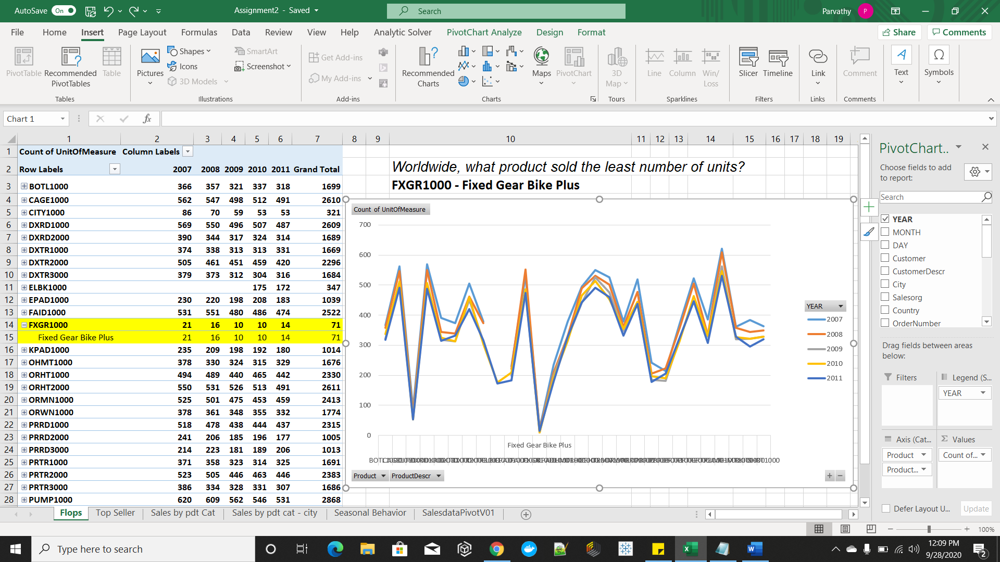 AutoSave On Assignment2 - Saved Search Parvathy P
File Home Insert Page Layout Formulas Data Review View Help Analytic Solver PivotChart Analyze Design Format Share Comments
PivotTable Recommended PivotTables Table
Tables
Pictures Shapes Icons 3D Models SmartArt Screenshot
Illustrations
Get Add-ins
My Add-ins
Add-ins
Recommended Charts Maps PivotChart
Charts
3D Map
Tours
Line Column Win/Loss
Sparklines
Slicer Timeline
Filters
Link
Links
Comment
Comments
Text
Symbols
Chart 1 fx
1 2 3 4 5 6 7 8 9 10 11 12 13 14 15 16 17 18 19
1 Count of UnitOfMeasure Column Labels
2 Row Labels 2007 2008 2009 2010 2011 Grand Total
3 BOTL1000 366 357 321 337 318 1699
4 CAGE1000 562 547 498 512 491 2610
5 CITY1000 86 70 59 53 53 321
6 DXRD1000 569 550 496 507 487 2609
7 DXRD2000 390 344 317 324 314 1689
8 DXTR1000 374 338 313 313 331 1669
9 DXTR2000 505 461 451 459 420 2296
10 DXTR3000 379 373 312 304 316 1684
11 ELBK1000 175 172 347
12 EPAD1000 230 220 198 208 183 1039
13 FAID1000 531 551 480 486 474 2522
14 FXGR1000 21 16 10 10 14 71
15 Fixed Gear Bike Plus 21 16 10 10 14 71
16 KPAD1000 235 209 198 192 180 1014
17 OHMT1000 378 330 324 315 329 1676
18 ORHT1000 494 489 440 465 442 2330
19 ORHT2000 550 531 526 513 491 2611
20 ORMN1000 525 501 475 453 459 2413
21 ORWN1000 378 361 348 355 332 1774
22 PRRD1000 518 478 438 444 437 2315
23 PRRD2000 241 206 185 196 177 1005
24 PRRD3000 214 223 181 189 206 1013
25 PRTR1000 371 358 323 314 325 1691
26 PRTR2000 523 505 446 463 446 2383
27 PRTR3000 386 334 328 331 307 1686
28 PUMP1000 620 609 562 546 531 2868
Worldwide, what product sold the least number of units?
FXGR1000 - Fixed Gear Bike Plus
Count of UnitOfMeasure
700
600
500
400
300
200
100
0
Fixed Gear Bike Plus
YEAR
2007
2008
2009
2010
2011
Product ProductDescr
PivotChart..
Choose fields to add
to report:
Search
YEAR
MONTH
DAY
Customer
CustomerDescr
City
Salesorg
Country
OrderNumber
Drag fields between areas
below:
Filters Legend (S...
YEAR
Axis (Cat... Σ Values
Product Count of...
Product...
Defer Layout U... Update
Flops Top Seller Sales by pdt Cat Sales by pdt cat - city Seasonal Behavior SalesdataPivotV01
100%
Type here to search
12:09 PM
9/28/2020
2